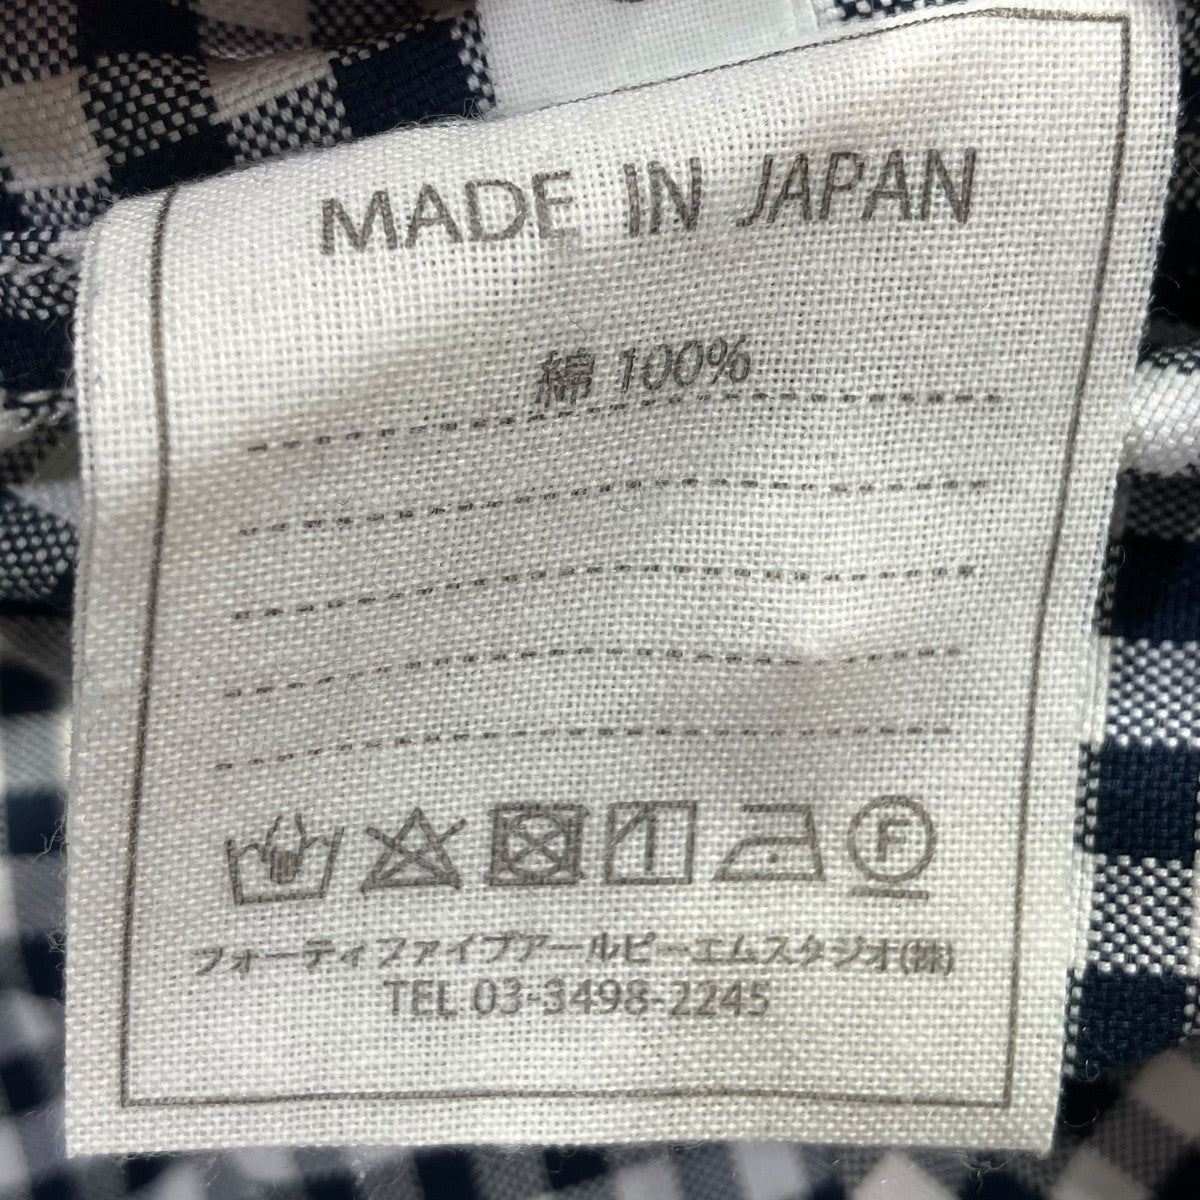 MADE IN JAPAN
綿 100%
F
フォーティファイブアールピーエムスタジオ(株)
TEL 03-3498-2245